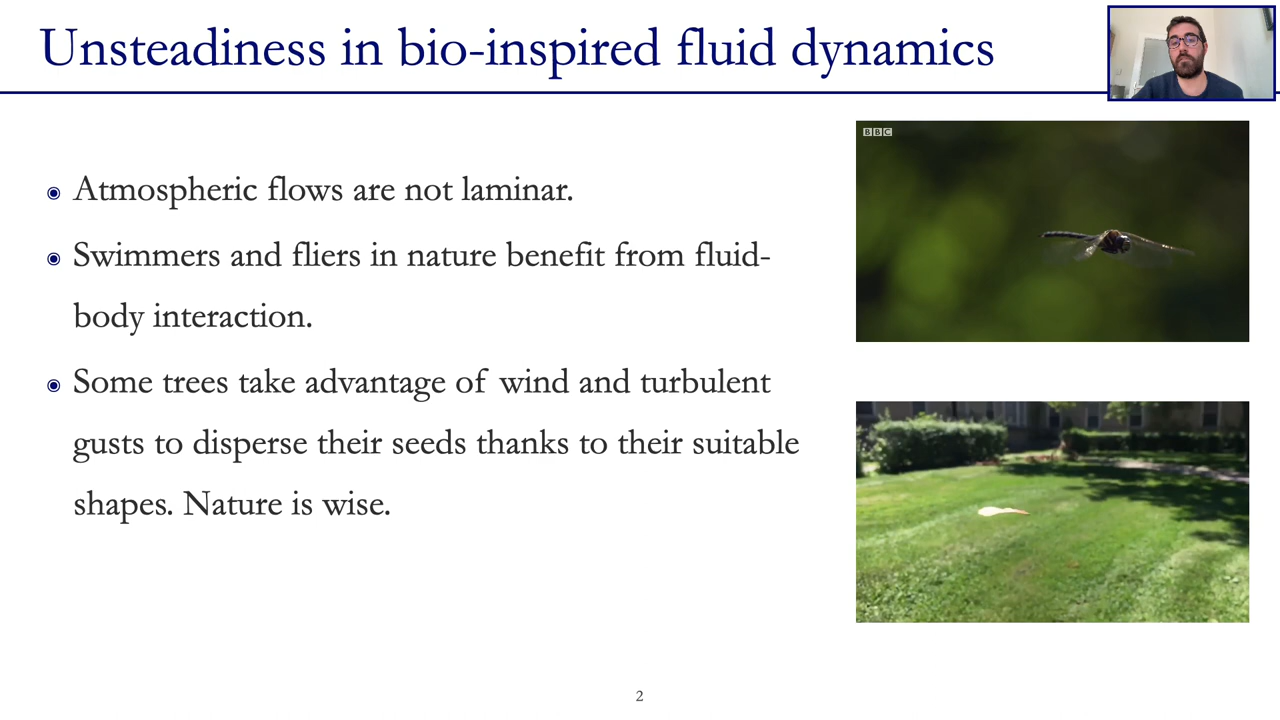 Unsteadiness in bio-inspired fluid dynamics
BBC
Atmospheric flows are not laminar.
Swimmers and fliers in nature benefit from fluid-
body interaction.
Some trees take advantage of wind and turbulent
gusts to disperse their seeds thanks to their suitable
shapes. Nature is wise.
2